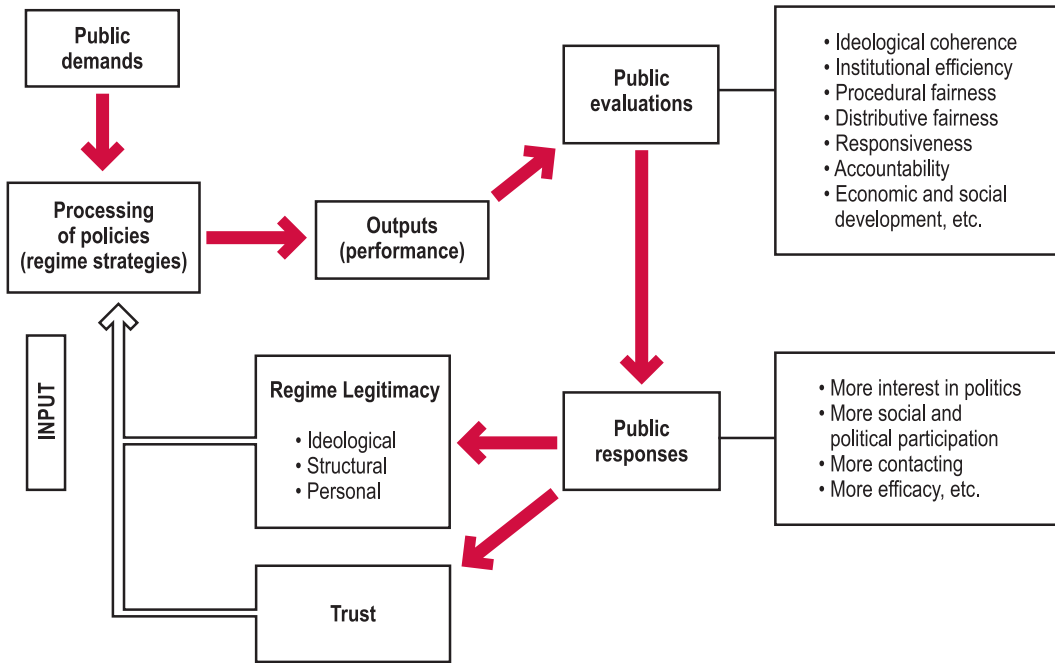 Public
demands
Processing
of policies
(regime strategies)
Outputs
(performance)
Public
evaluations
• Ideological coherence
• Institutional efficiency
• Procedural fairness
• Distributive fairness
• Responsiveness
• Accountability
• Economic and social
development, etc.
INPUT
Regime Legitimacy
• Ideological
• Structural
• Personal
Public
responses
• More interest in politics
• More social and
political participation
• More contacting
• More efficacy, etc.
Trust